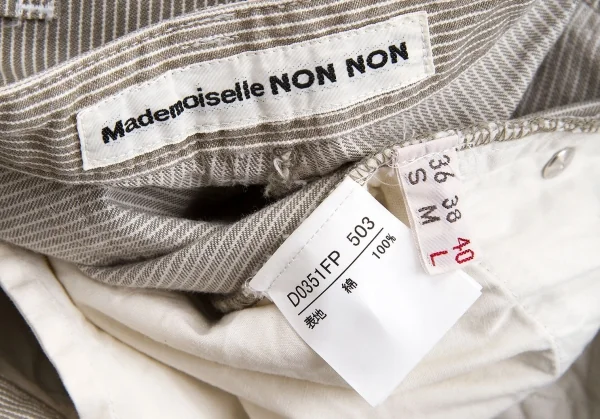 Mademoiselle NON NON
36 38 40
S M L
D0351FP 503
綿 100%
表地